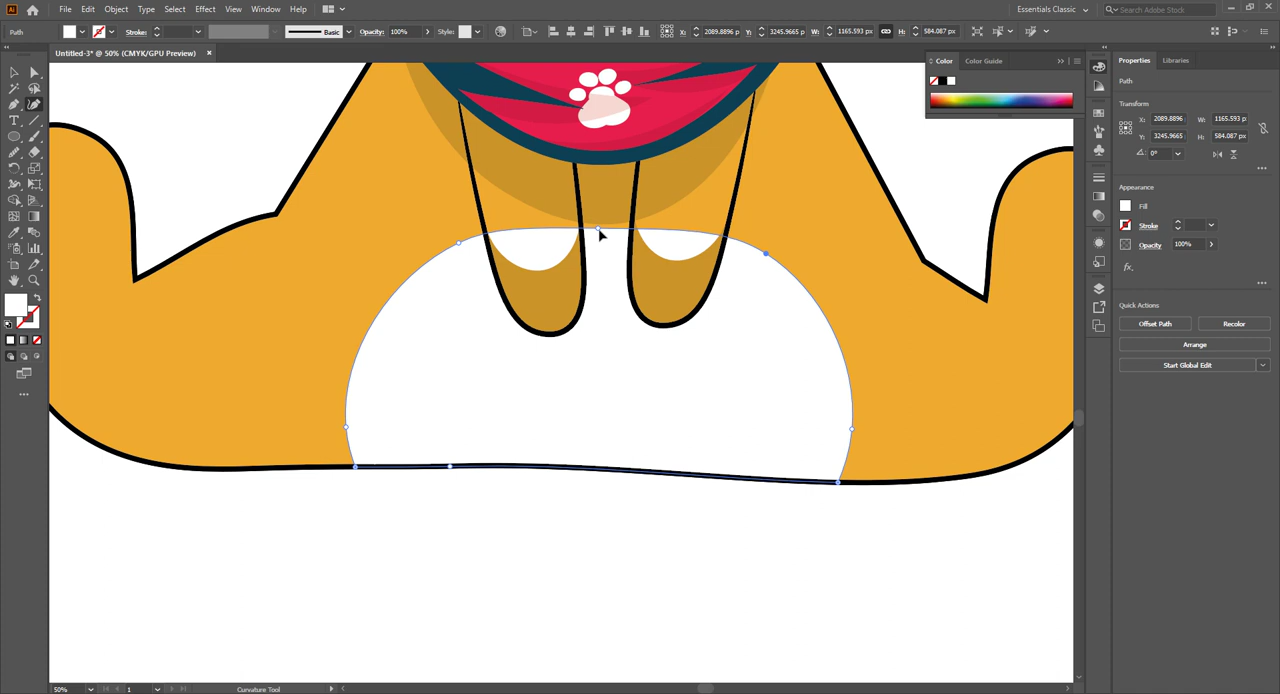 File Edit Object Type Select Effect View Window Help
Essentials Classic
Search Adobe Stock
Path
Stroke:
Basic
Opacity: 100%
Style:
X: 2089.8896 p
Y: 3245.9665
W: 1165.593 p
H: 584.087 px
Untitled-3* @ 50% (CMYK/GPU Preview)
Color Color Guide
Properties Libraries
Path
Transform
X: 2089.8896 W: 1165.593 p
Y: 3245.9665 H: 584.087 p
0°
Appearance
Fill
Stroke
Opacity 100%
fx
Quick Actions
Offset Path Recolor
Arrange
Start Global Edit
50% 1 Curvature Tool